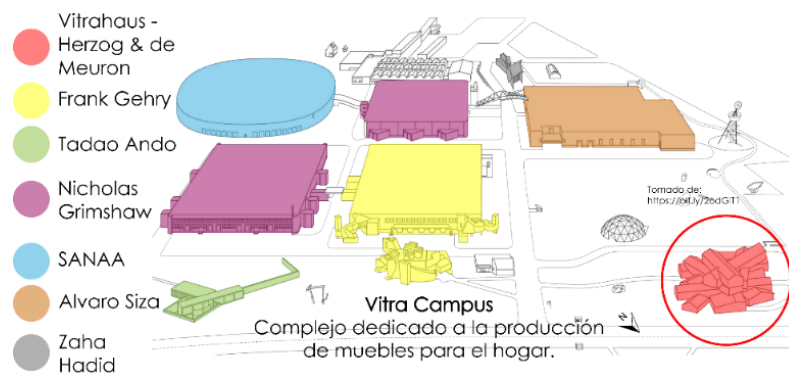 Vitrahaus -
Herzog & de
Meuron
Frank Gehry
Tadao Ando
Nicholas
Grimshaw
SANAA
Alvaro Siza
Zaha
Hadid
Tomado de:
Vitra Campus
Complejo dedicado a la producción
de muebles para el hogar.
N